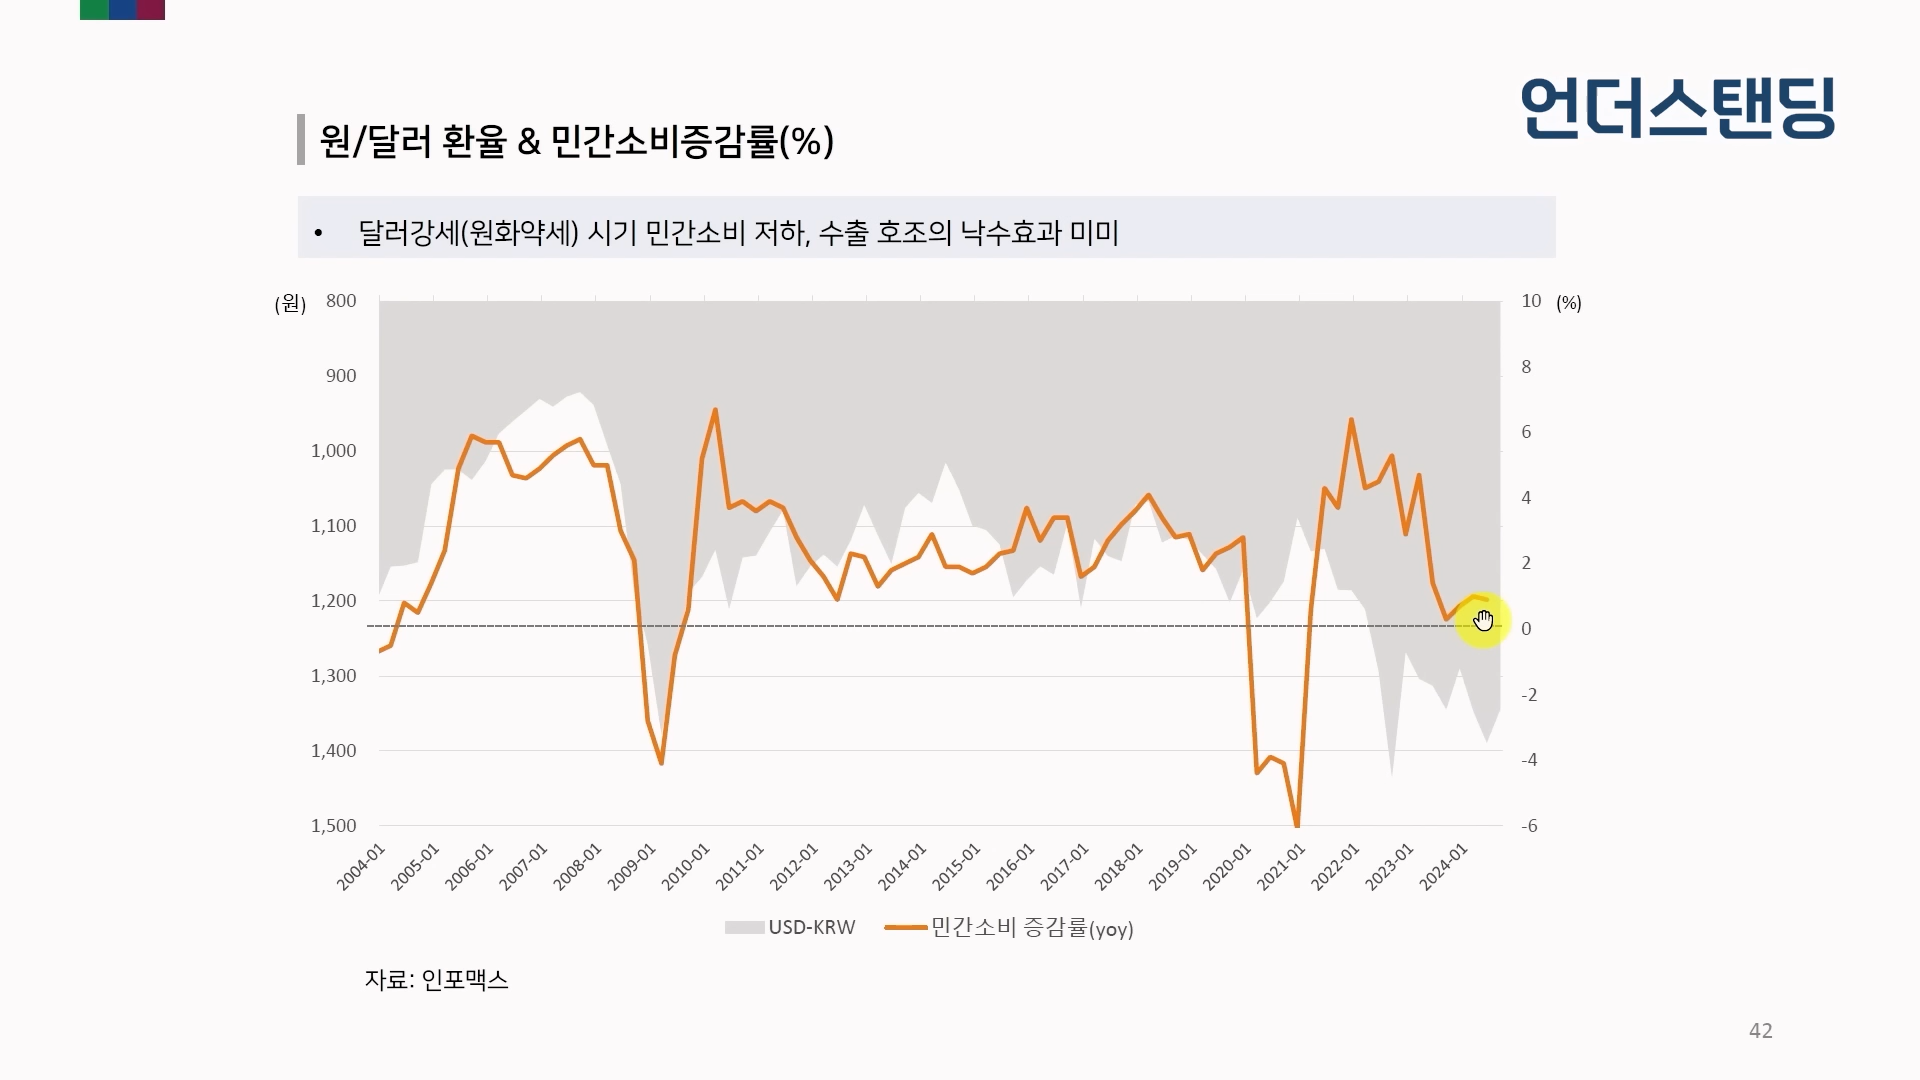 언더스탠딩
원/달러 환율 & 민간소비증감률(%)
• 달러강세(원화약세) 시기 민간소비 저하, 수출 호조의 낙수효과 미미
(원) 800 10 (%)
900 8
1,000 6
1,100 4
1,200 2
1,300 0
1,400 -2
1,500 -4
-6
2004-01 2005-01 2006-01 2007-01 2008-01 2009-01 2010-01 2011-01 2012-01 2013-01 2014-01 2015-01 2016-01 2017-01 2018-01 2019-01 2020-01 2021-01 2022-01 2023-01 2024-01
USD-KRW 민간소비 증감률(yoy)
자료: 인포맥스
42